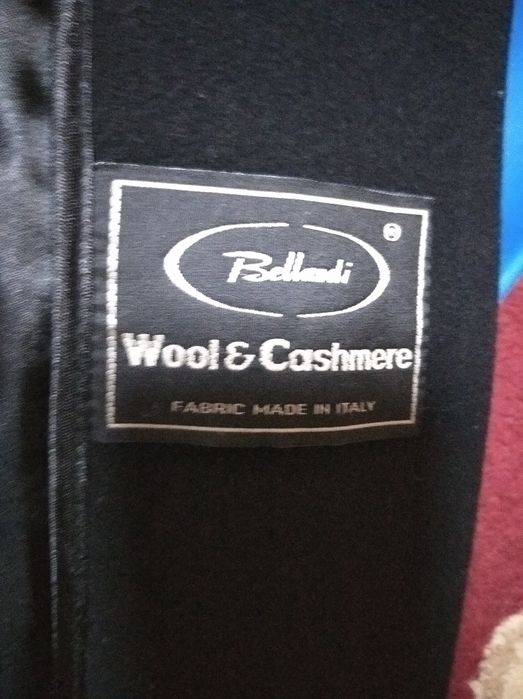 Bellandi
®
Wool & Cashmere
FABRIC MADE IN ITALY